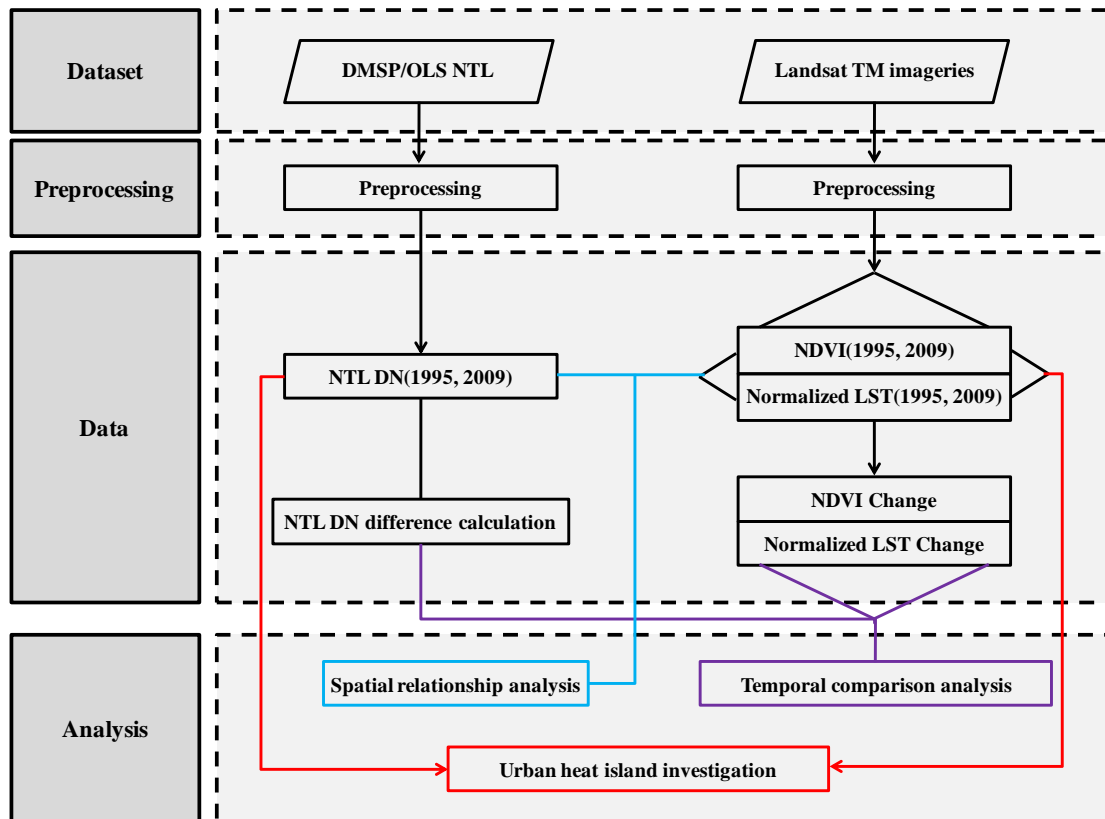 Dataset
DMSP/OLS NTL
Landsat TM imageries
Preprocessing
Preprocessing
Preprocessing
Data
NTL DN(1995, 2009)
NDVI(1995, 2009)
Normalized LST(1995, 2009)
NTL DN difference calculation
NDVI Change
Normalized LST Change
Analysis
Spatial relationship analysis
Temporal comparison analysis
Urban heat island investigation